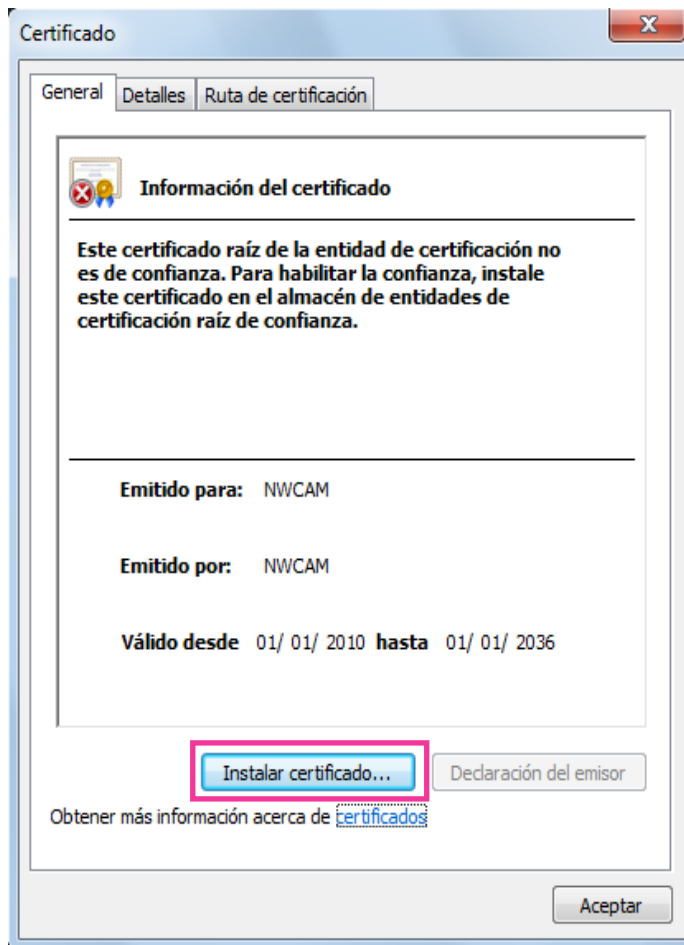 Certificado
General Detalles Ruta de certificación
Información del certificado
Este certificado raíz de la entidad de certificación no
es de confianza. Para habilitar la confianza, instale
este certificado en el almacén de entidades de
certificación raíz de confianza.
Emitido para: NWCAM
Emitido por: NWCAM
Válido desde 01/ 01/ 2010 hasta 01/ 01/ 2036
Instalar certificado... Declaración del emisor
Obtener más información acerca de certificados
Aceptar